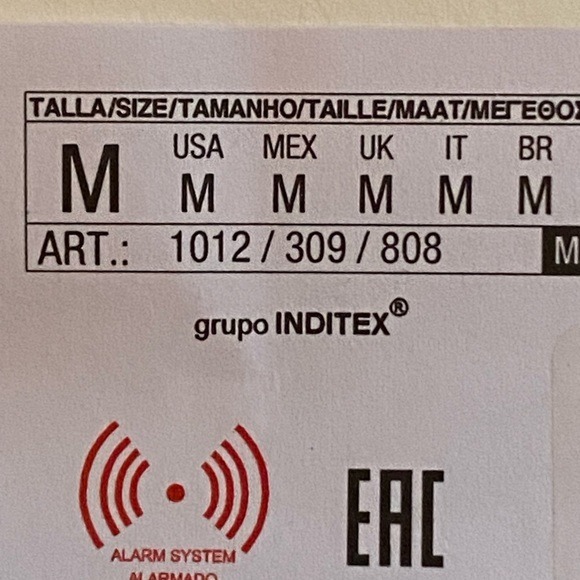 TALLA/SIZE/TAMANHO/TAILLE/MAAT/ΜΕΓΕΘΟΣ
USA MEX UK IT BR
M M M M M M
ART.: 1012 / 309 / 808 M
grupo INDITEX®
EAC
ALARM SYSTEM
ALARMADO